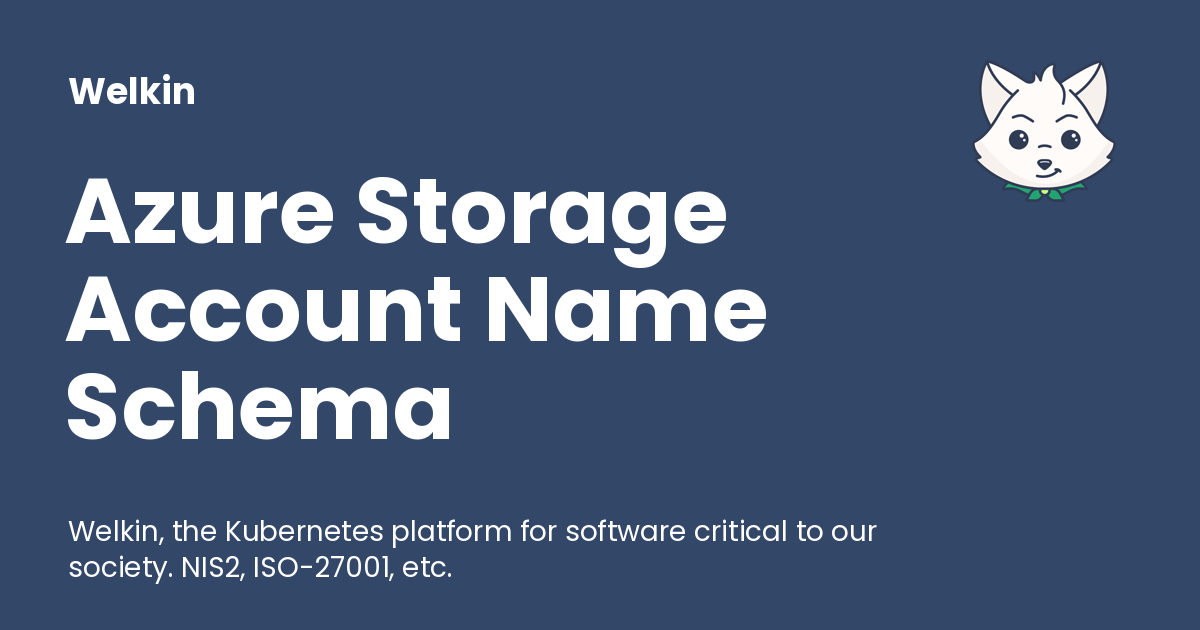 Welkin
Azure Storage
Account Name
Schema
Welkin, the Kubernetes platform for software critical to our
society. NIS2, ISO-27001, etc.